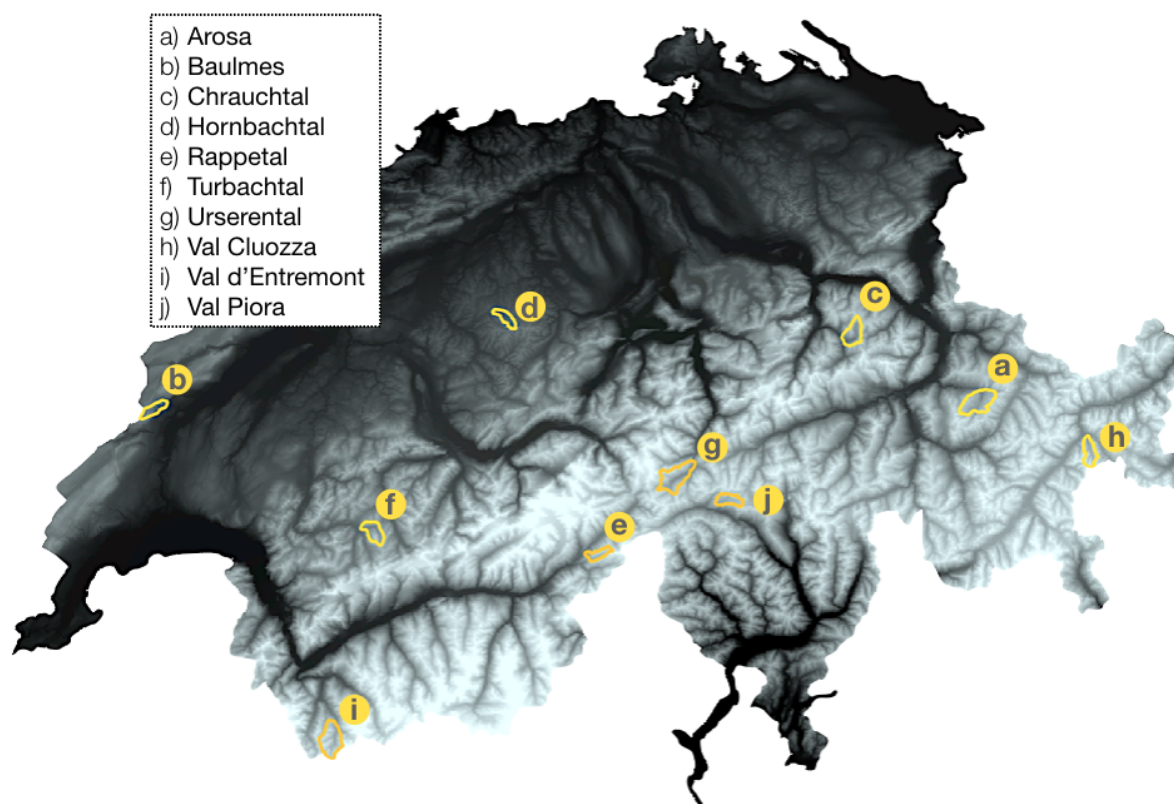 a) Arosa
b) Baulmes
c) Chrauchtal
d) Hornbachtal
e) Rappetal
f) Turbachtal
g) Urserental
h) Val Cluozza
i) Val d’Entremont
j) Val Piora
d
c
b
a
h
g
j
f
e
i